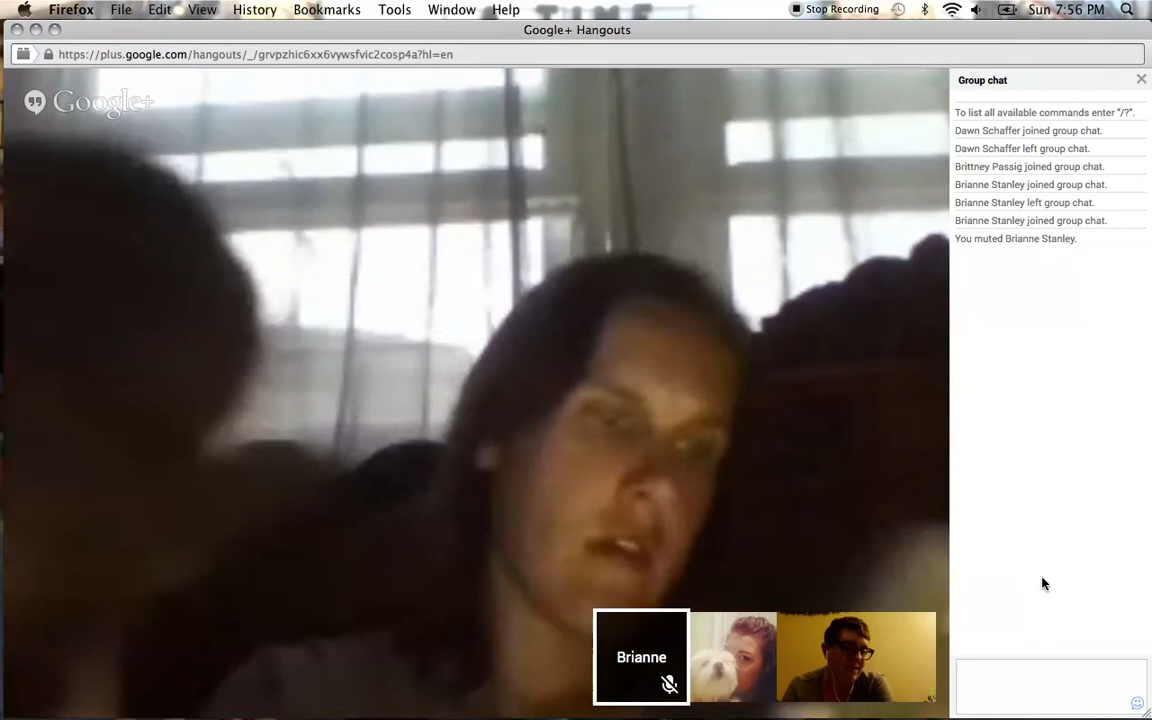 Firefox File Edit View History Bookmarks Tools Window Help Stop Recording Sun 7:56 PM
Google+ Hangouts
https://plus.google.com/hangouts/_/grvpzhic6xx6vywsfvic2cosp4a?hl=en
Google+
Group chat
To list all available commands enter "/?".
Dawn Schaffer joined group chat.
Dawn Schaffer left group chat.
Brittney Passig joined group chat.
Brianne Stanley joined group chat.
Brianne Stanley left group chat.
Brianne Stanley joined group chat.
You muted Brianne Stanley.
Brianne